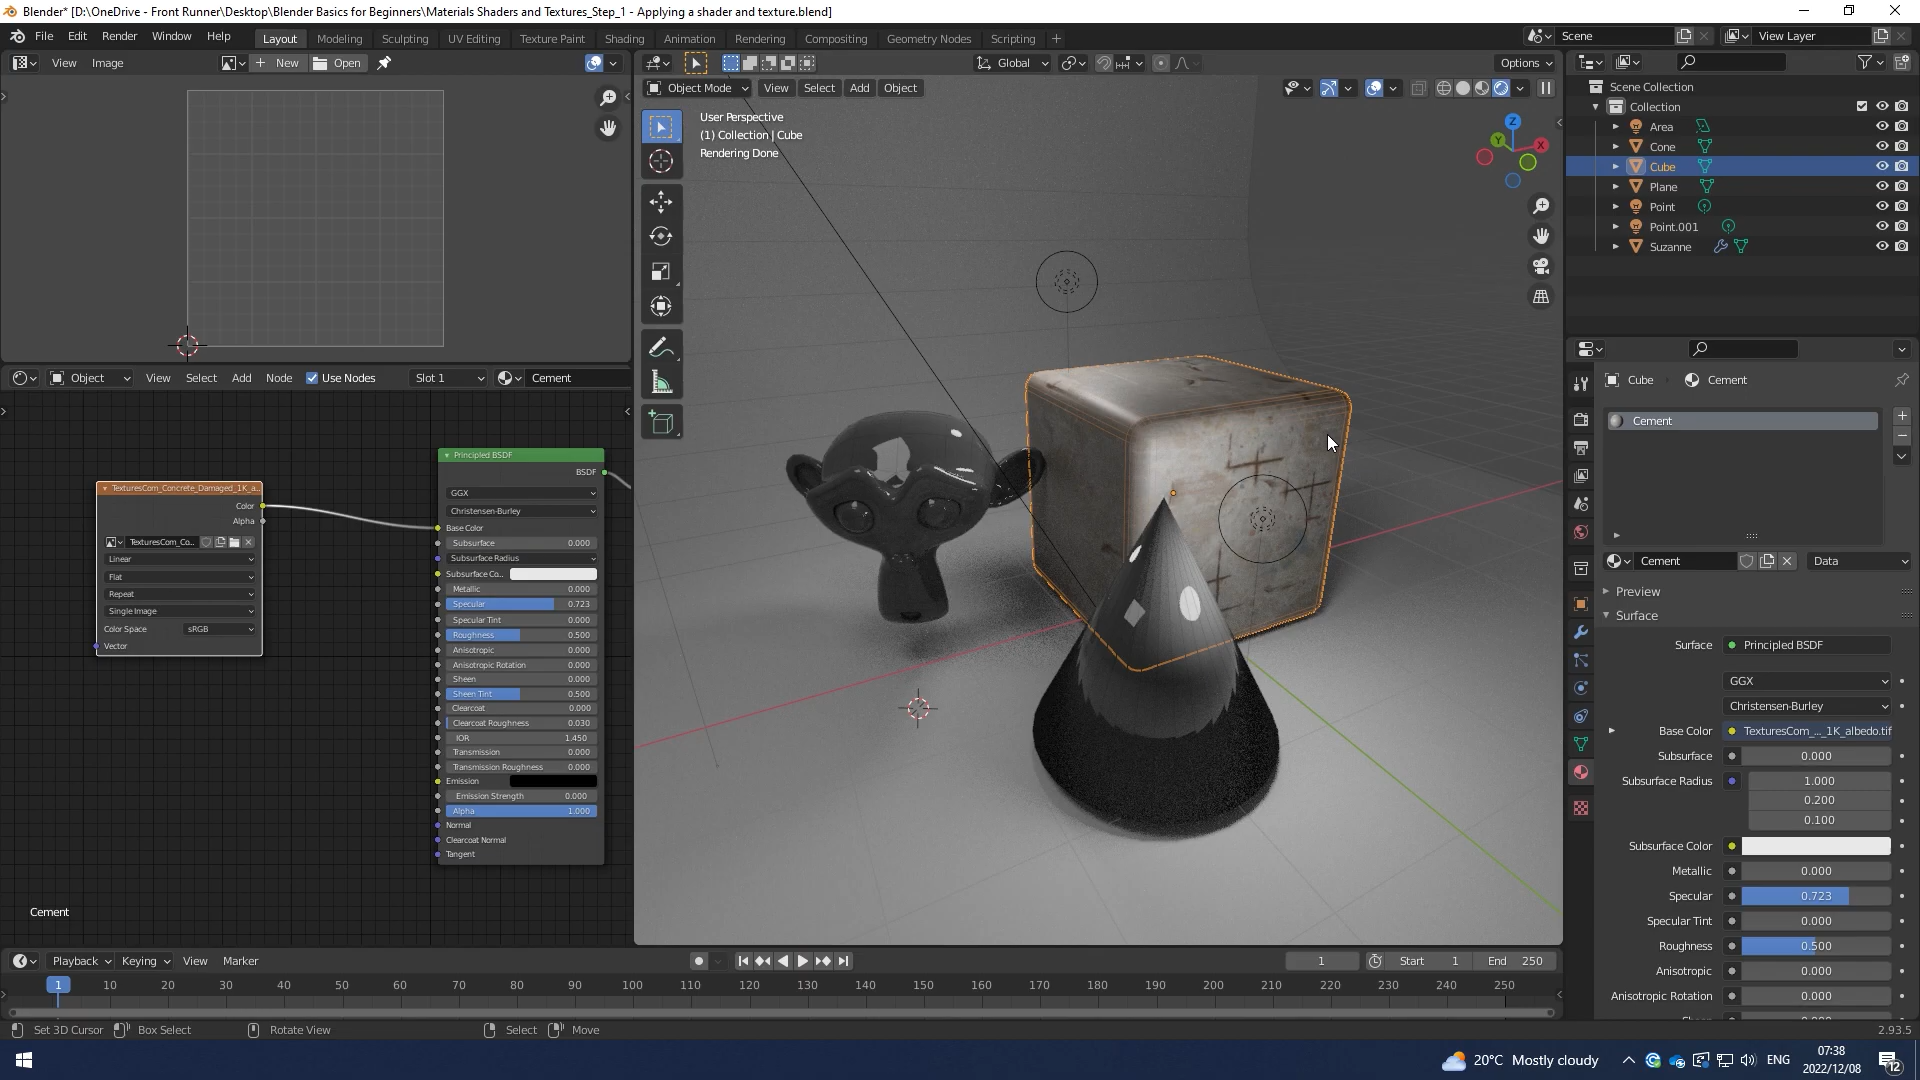 Blender* [D:\OneDrive - Front Runner\Desktop\Blender Basics for Beginners\Materials Shaders and Textures_Step_1 - Applying a shader and texture.blend]
File Edit Render Window Help Layout Modeling Sculpting UV Editing Texture Paint Shading Animation Rendering Compositing Geometry Nodes Scripting + Scene View Layer
View Image + New Open Global Options
Object Mode View Select Add Object
User Perspective
(1) Collection | Cube
Rendering Done
Z
Y
X
Scene Collection
Collection
Area
Cone
Cube
Plane
Point
Point.001
Suzanne
Object View Select Add Node Use Nodes Slot 1 Cement
TexturesCom_Concrete_Damaged_1K_a...
Color
Alpha
TexturesCom_Co...
Linear
Flat
Repeat
Single Image
Color Space sRGB
Vector
Principled BSDF
BSDF
GGX
Christensen-Burley
Base Color
Subsurface 0.000
Subsurface Radius
Subsurface Co...
Metallic 0.000
Specular 0.723
Specular Tint 0.000
Roughness 0.500
Anisotropic 0.000
Anisotropic Rotation 0.000
Sheen 0.000
Sheen Tint 0.500
Clearcoat 0.000
Clearcoat Roughness 0.030
IOR 1.450
Transmission 0.000
Transmission Roughness 0.000
Emission
Emission Strength 0.000
Alpha 1.000
Normal
Clearcoat Normal
Tangent
Cement
Cube Cement
Cement
Cement Data
Preview
Surface
Surface Principled BSDF
GGX
Christensen-Burley
Base Color TexturesCom_..._1K_albedo.tif
Subsurface 0.000
Subsurface Radius 1.000
0.200
0.100
Subsurface Color
Metallic 0.000
Specular 0.723
Specular Tint 0.000
Roughness 0.500
Anisotropic 0.000
Anisotropic Rotation 0.000
Playback Keying View Marker 1 Start 1 End 250
1 10 20 30 40 50 60 70 80 90 100 110 120 130 140 150 160 170 180 190 200 210 220 230 240 250
Set 3D Cursor Box Select Rotate View Select Move 2.93.5
20°C Mostly cloudy ENG 07:38
2022/12/08 12